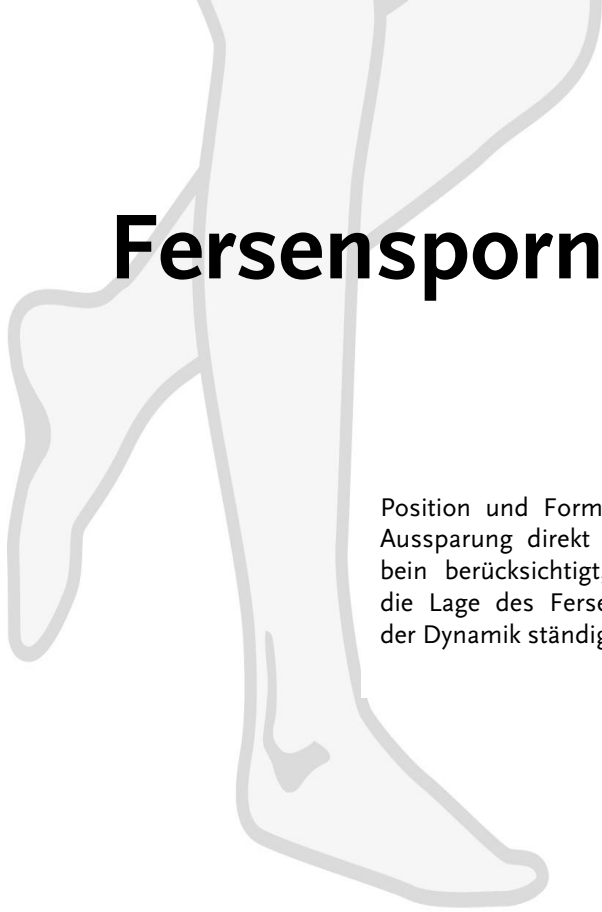 Fersensporn
Position und Form
Aussparung direkt
bein berücksichtigt,
die Lage des Ferse
der Dynamik ständig